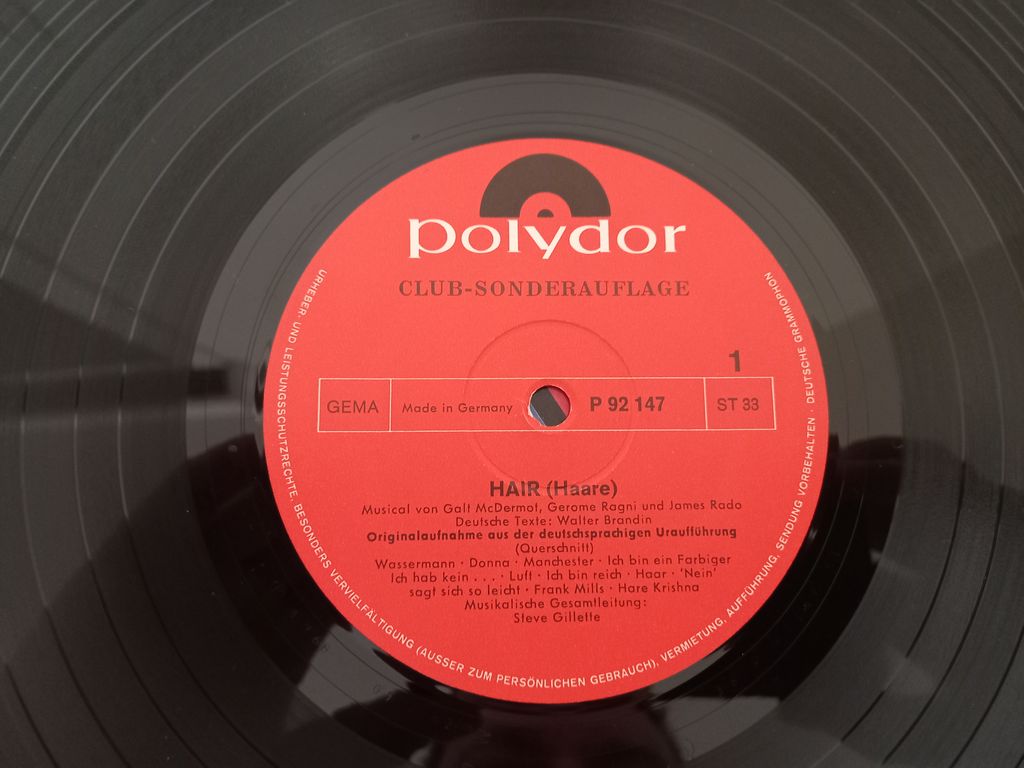 polydor
CLUB-SONDERAUFLAGE
1
GEMA
Made in Germany
P 92 147
ST 33
HAIR (Haare)
Musical von Galt McDermot, Gerome Ragni und James Rado
Deutsche Texte: Walter Brandin
Originalaufnahme aus der deutschsprachigen Uraufführung
(Querschnitt)
Wassermann · Donna · Manchester · Ich bin ein Farbiger
Ich hab kein . . . · Luft · Ich bin reich · Haar · 'Nein'
sagt sich so leicht · Frank Mills · Hare Krishna
Musikalische Gesamtleitung:
Steve Gillette
URHEBER- UND LEISTUNGSSCHUTZRECHTE, BESONDERS VERVIELFÄLTIGUNG (AUSSER ZUM PERSÖNLICHEN GEBRAUCH), VERMIETUNG, AUFFÜHRUNG, SENDUNG VORBEHALTEN · DEUTSCHE GRAMMOPHON